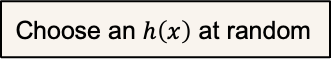 Choose an ℎ(𝑥) at random